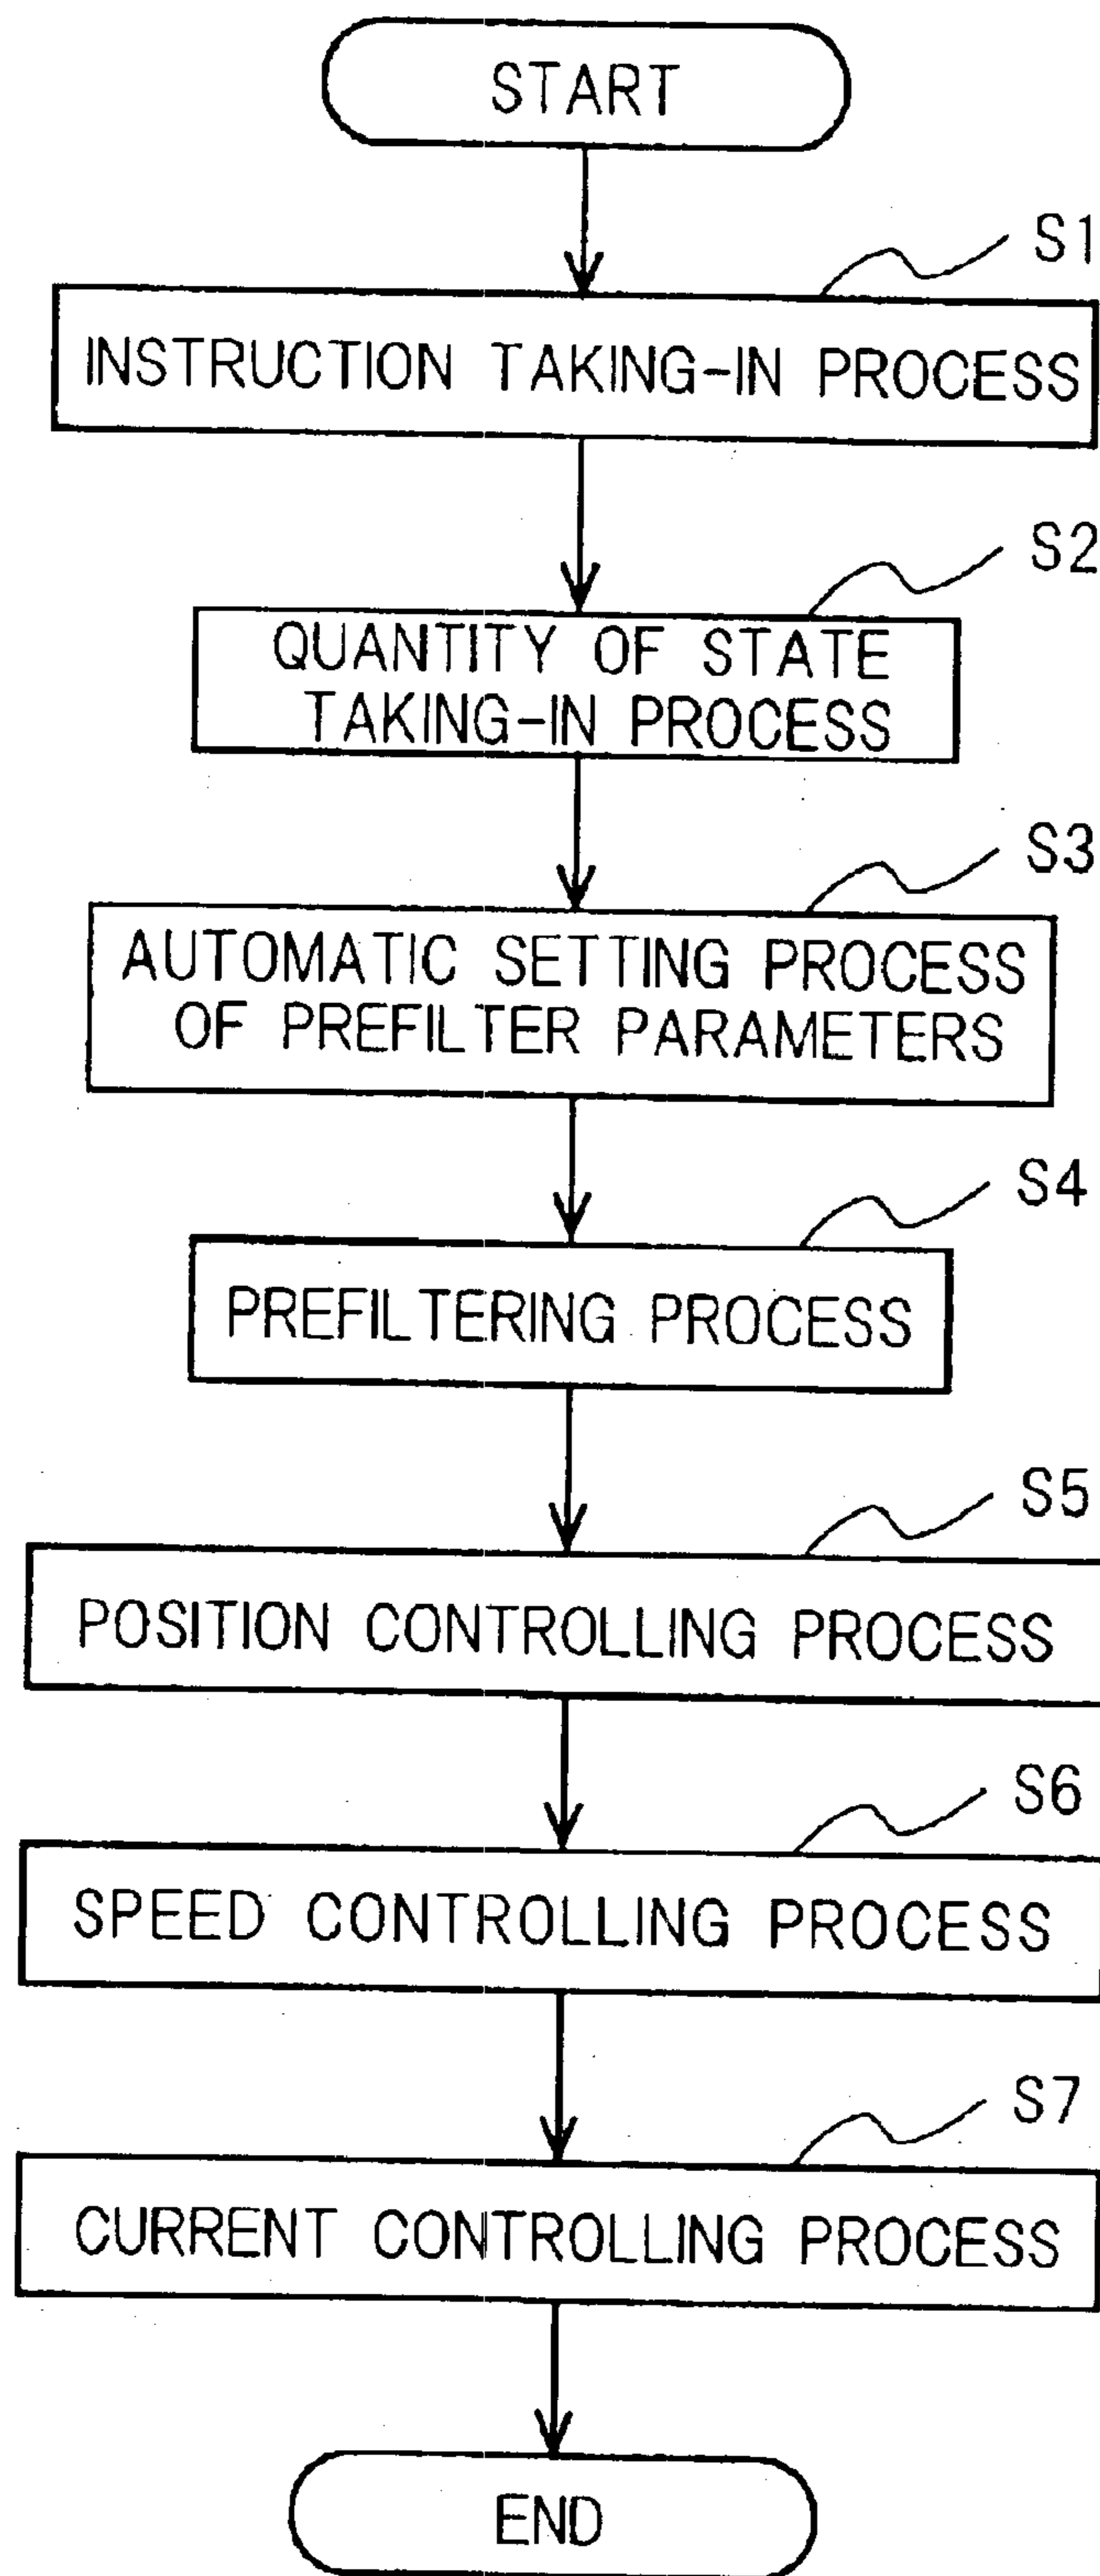 START
S1
INSTRUCTION TAKING-IN PROCESS
S2
QUANTITY OF STATE
TAKING-IN PROCESS
S3
AUTOMATIC SETTING PROCESS
OF PREFILTER PARAMETERS
S4
PREFILTERING PROCESS
S5
POSITION CONTROLLING PROCESS
S6
SPEED CONTROLLING PROCESS
S7
CURRENT CONTROLLING PROCESS
END